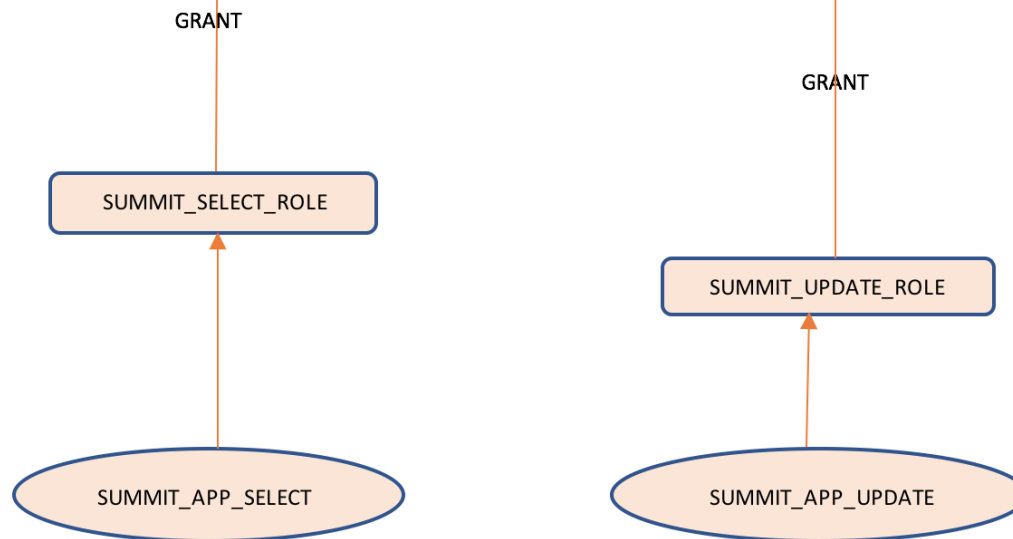 GRANT
GRANT
SUMMIT_SELECT_ROLE
SUMMIT_UPDATE_ROLE
SUMMIT_APP_SELECT
SUMMIT_APP_UPDATE